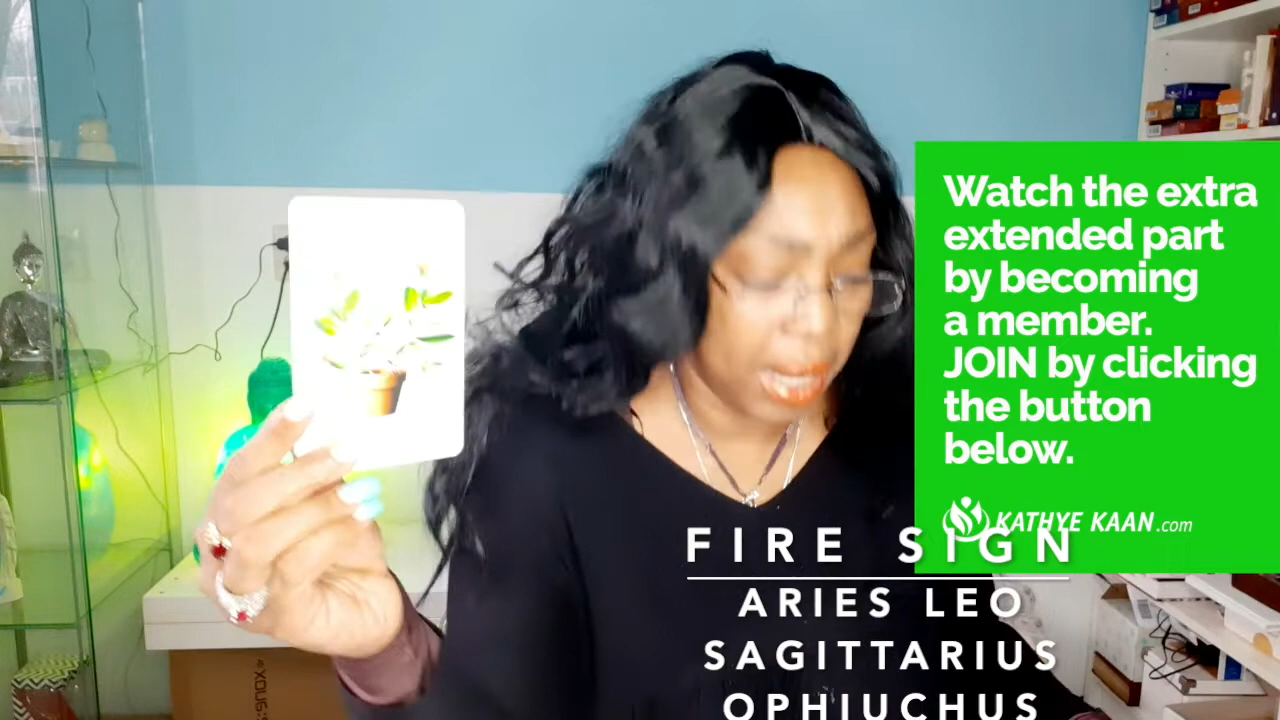 Watch the extra
extended part
by becoming
a member.
JOIN by clicking
the button
below.
KATHYE KAAN.com
FIRE SIGN
ARIES LEO
SAGITTARIUS
OPHIUCHUS